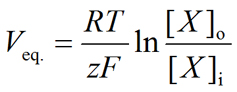 V_eq. = RT/zF ln [X]_o/[X]_i